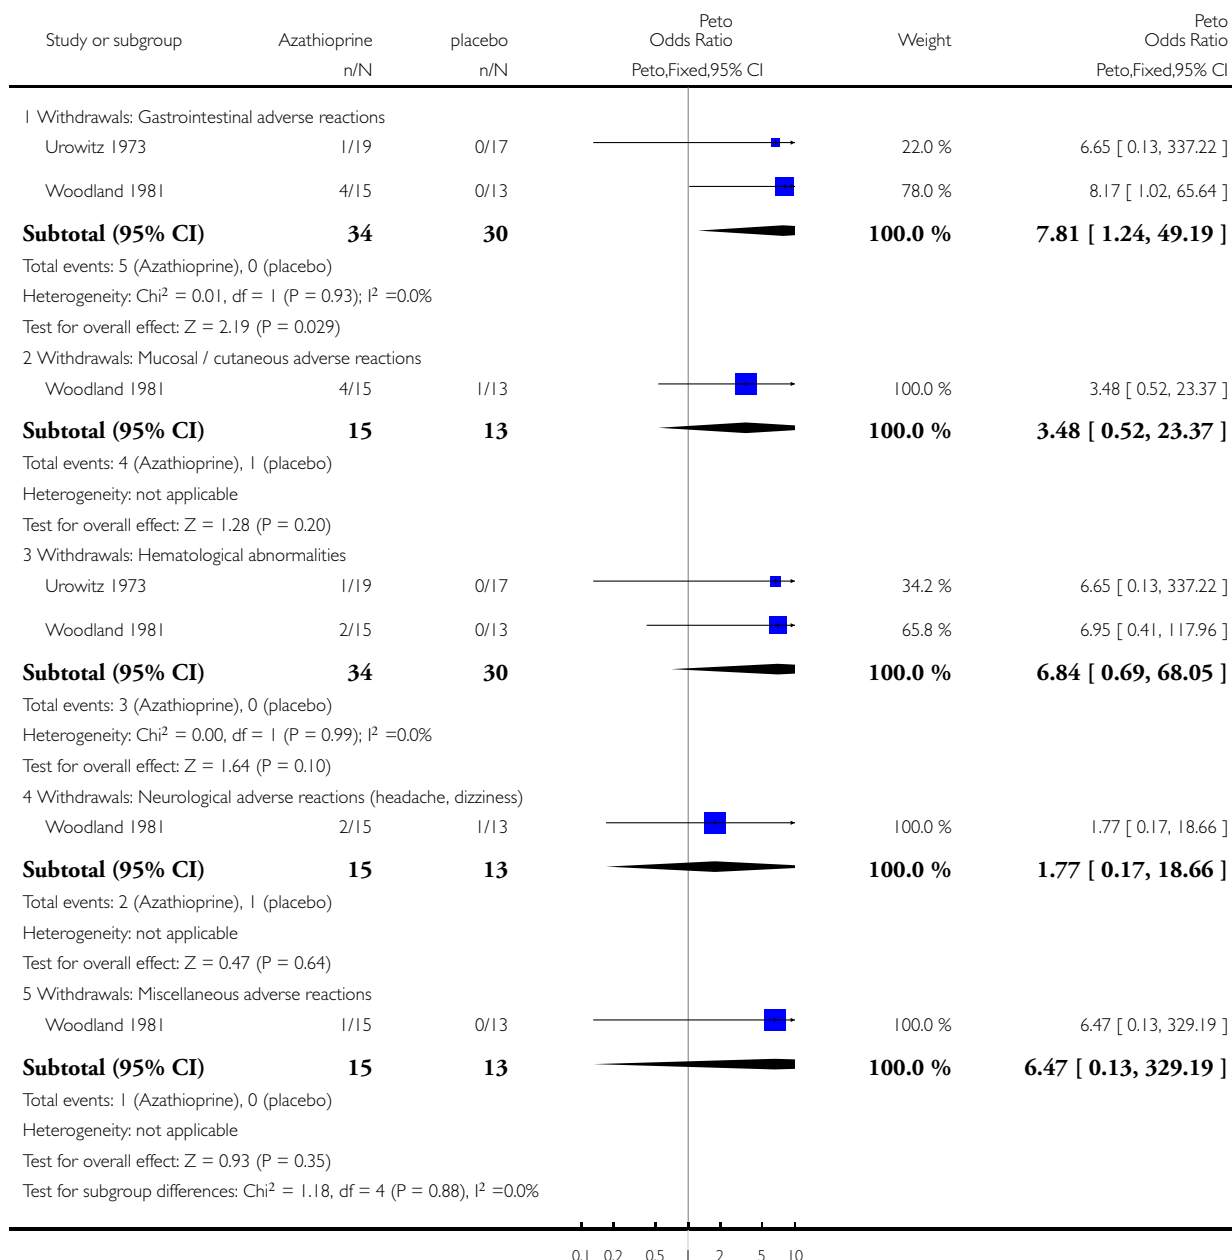 Peto
Peto
Study or subgroup Azathioprine placebo Odds Ratio Weight Odds Ratio
n/N n/N Peto,Fixed,95% CI Peto,Fixed,95% CI
1 Withdrawals: Gastrointestinal adverse reactions
Urowitz 1973 1/19 0/17 22.0 % 6.65 [ 0.13, 337.22 ]
Woodland 1981 4/15 0/13 78.0 % 8.17 [ 1.02, 65.64 ]
Subtotal (95% CI) 34 30 100.0 % 7.81 [ 1.24, 49.19 ]
Total events: 5 (Azathioprine), 0 (placebo)
Heterogeneity: Chi² = 0.01, df = 1 (P = 0.93); I² =0.0%
Test for overall effect: Z = 2.19 (P = 0.029)
2 Withdrawals: Mucosal / cutaneous adverse reactions
Woodland 1981 4/15 1/13 100.0 % 3.48 [ 0.52, 23.37 ]
Subtotal (95% CI) 15 13 100.0 % 3.48 [ 0.52, 23.37 ]
Total events: 4 (Azathioprine), 1 (placebo)
Heterogeneity: not applicable
Test for overall effect: Z = 1.28 (P = 0.20)
3 Withdrawals: Hematological abnormalities
Urowitz 1973 1/19 0/17 34.2 % 6.65 [ 0.13, 337.22 ]
Woodland 1981 2/15 0/13 65.8 % 6.95 [ 0.41, 117.96 ]
Subtotal (95% CI) 34 30 100.0 % 6.84 [ 0.69, 68.05 ]
Total events: 3 (Azathioprine), 0 (placebo)
Heterogeneity: Chi² = 0.00, df = 1 (P = 0.99); I² =0.0%
Test for overall effect: Z = 1.64 (P = 0.10)
4 Withdrawals: Neurological adverse reactions (headache, dizziness)
Woodland 1981 2/15 1/13 100.0 % 1.77 [ 0.17, 18.66 ]
Subtotal (95% CI) 15 13 100.0 % 1.77 [ 0.17, 18.66 ]
Total events: 2 (Azathioprine), 1 (placebo)
Heterogeneity: not applicable
Test for overall effect: Z = 0.47 (P = 0.64)
5 Withdrawals: Miscellaneous adverse reactions
Woodland 1981 1/15 0/13 100.0 % 6.47 [ 0.13, 329.19 ]
Subtotal (95% CI) 15 13 100.0 % 6.47 [ 0.13, 329.19 ]
Total events: 1 (Azathioprine), 0 (placebo)
Heterogeneity: not applicable
Test for overall effect: Z = 0.93 (P = 0.35)
Test for subgroup differences: Chi² = 1.18, df = 4 (P = 0.88), I² =0.0%
0.1 0.2 0.5 1 2 5 10